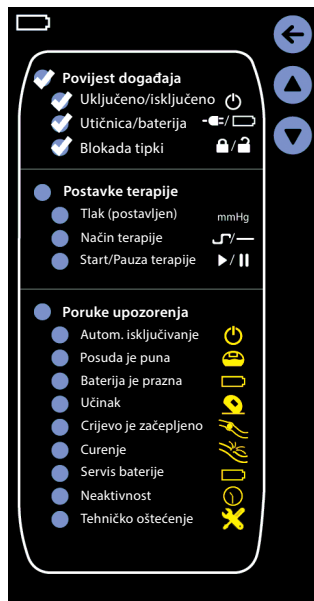 Povijest događaja
Uključeno/isključeno
Utičnica/baterija /
Blokada tipki /
Postavke terapije
Tlak (postavljen) mmHg
Način terapije /
Start/Pauza terapije /
Poruke upozorenja
Autom. isključivanje
Posuda je puna
Baterija je prazna
Učinak
Crijevo je začepljeno
Curenje
Servis baterije
Neaktivnost
Tehničko oštećenje